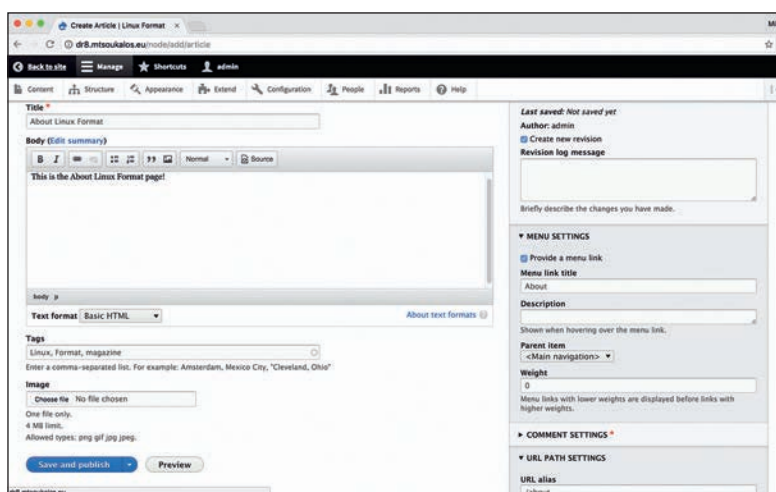 Create Article | Linux Format ×
Mi
dr8.mtsoukalos.eu/node/add/article
Back to site Manage Shortcuts admin
Content Structure Appearance Extend Configuration People Reports Help
Title *
About Linux Format
Body (Edit summary)
B I Normal Source
This is the About Linux Format page!
body p
Text format Basic HTML About text formats
Tags
Linux, Format, magazine
Enter a comma-separated list. For example: Amsterdam, Mexico City, "Cleveland, Ohio"
Image
Choose file No file chosen
One file only.
4 MB limit.
Allowed types: png gif jpg jpeg.
Save and publish Preview
dr8.mtsoukalos.eu
Last saved: Not saved yet
Author: admin
Create new revision
Revision log message
Briefly describe the changes you have made.
MENU SETTINGS
Provide a menu link
Menu link title
About
Description
Shown when hovering over the menu link.
Parent item
<Main navigation>
Weight
0
Menu links with lower weights are displayed before links with
higher weights.
COMMENT SETTINGS *
URL PATH SETTINGS
URL alias
/about